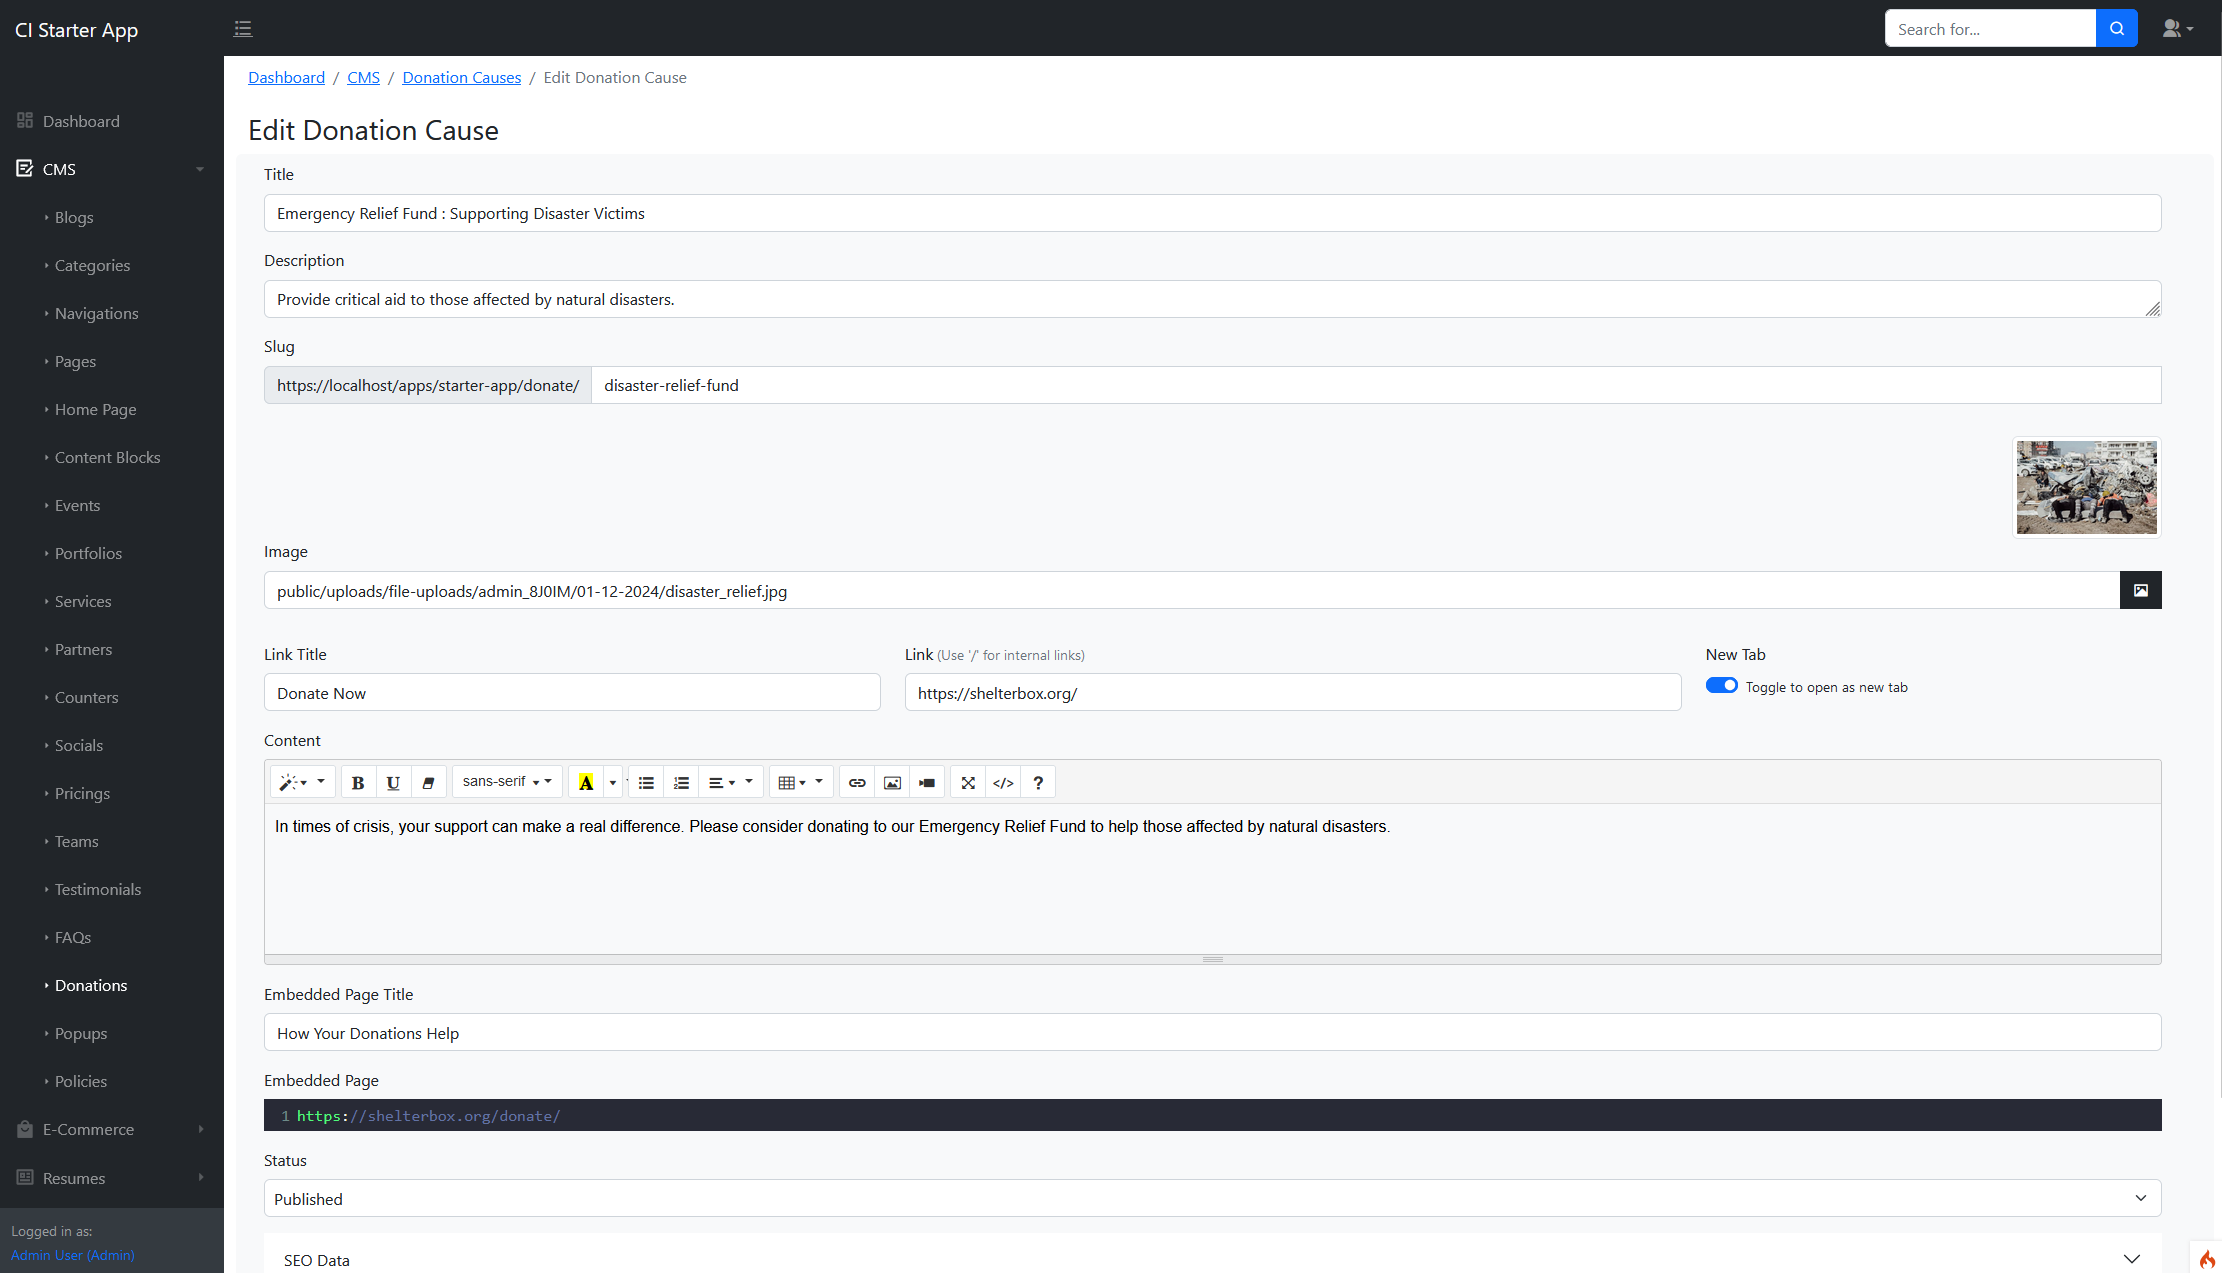 CI Starter App
Search for...
Dashboard / CMS / Donation Causes / Edit Donation Cause
Dashboard
CMS
Blogs
Categories
Navigations
Pages
Home Page
Content Blocks
Events
Portfolios
Services
Partners
Counters
Socials
Pricings
Teams
Testimonials
FAQs
Donations
Popups
Policies
E-Commerce
Resumes
Logged in as:
Admin User (Admin)
Edit Donation Cause
Title
Emergency Relief Fund : Supporting Disaster Victims
Description
Provide critical aid to those affected by natural disasters.
Slug
https://localhost/apps/starter-app/donate/ disaster-relief-fund
Image
public/uploads/file-uploads/admin_8J0IM/01-12-2024/disaster_relief.jpg
Link Title
Donate Now
Link (Use '/' for internal links)
https://shelterbox.org/
New Tab
Toggle to open as new tab
Content
B U sans-serif A </> ?
In times of crisis, your support can make a real difference. Please consider donating to our Emergency Relief Fund to help those affected by natural disasters.
Embedded Page Title
How Your Donations Help
Embedded Page
1 https://shelterbox.org/donate/
Status
Published
SEO Data